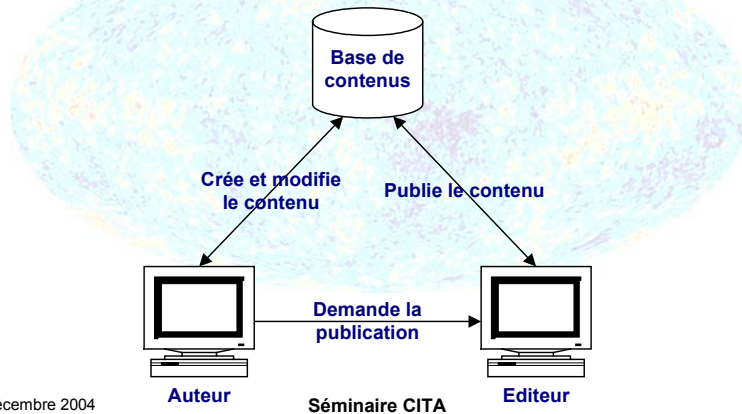 Base de
contenus
Crée et modifie
le contenu
Publie le contenu
Demande la
publication
Auteur
Editeur
ecembre 2004
Séminaire CITA